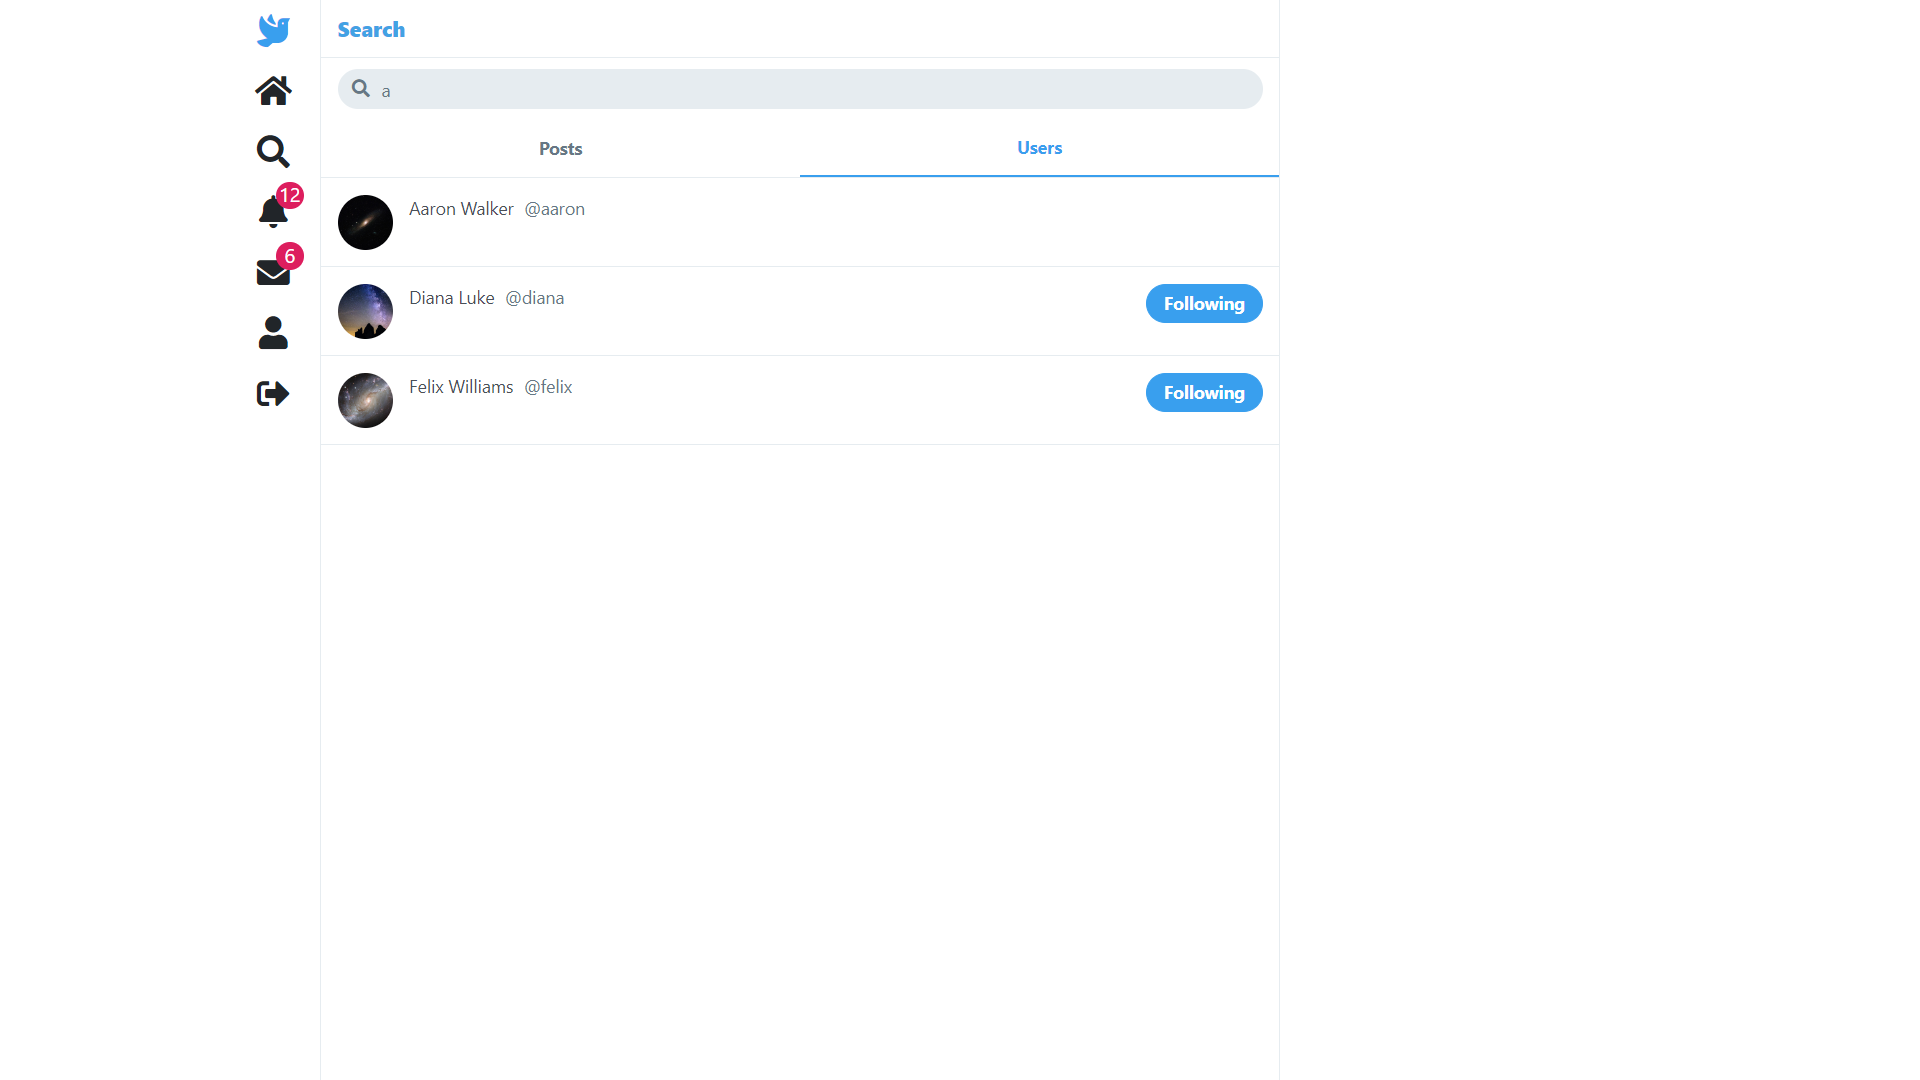 Search
a
Posts
Users
12
Aaron Walker @aaron
6
Diana Luke @diana
Following
Felix Williams @felix
Following